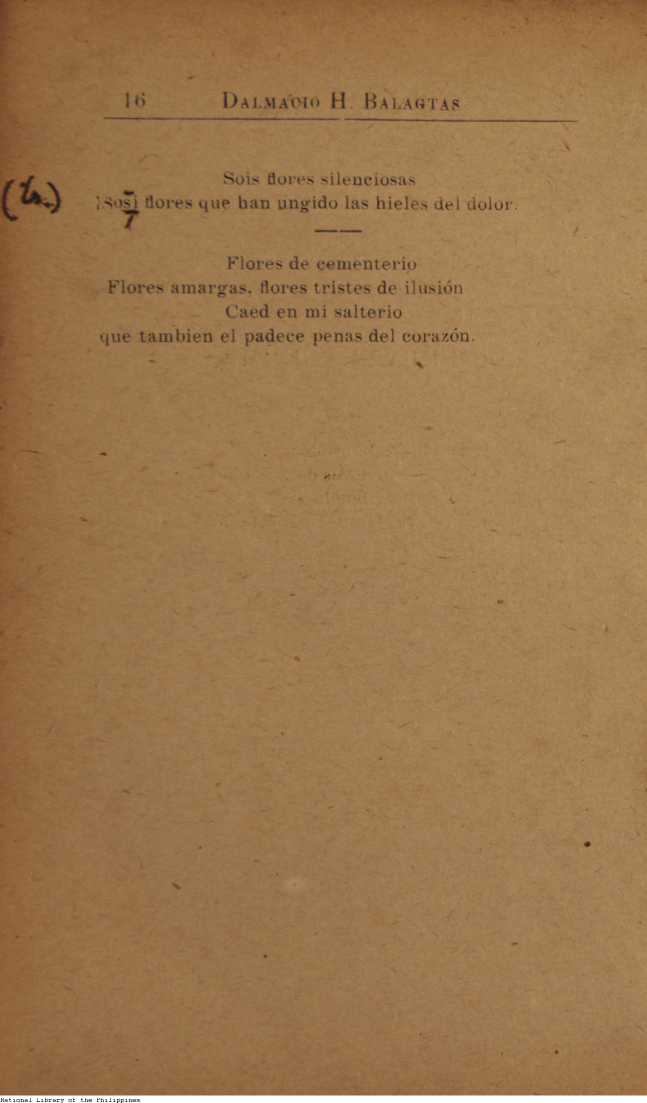 16 DALMACIO H. BALAGTAS
Sois flores silenciosas
(tr.) ¡Sosi flores que han ungido las hieles del dolor.
Flores de cementerio
Flores amargas, flores tristes de ilusión
Caed en mi salterio
que tambien el padece penas del corazón.
National Library of the Philippines